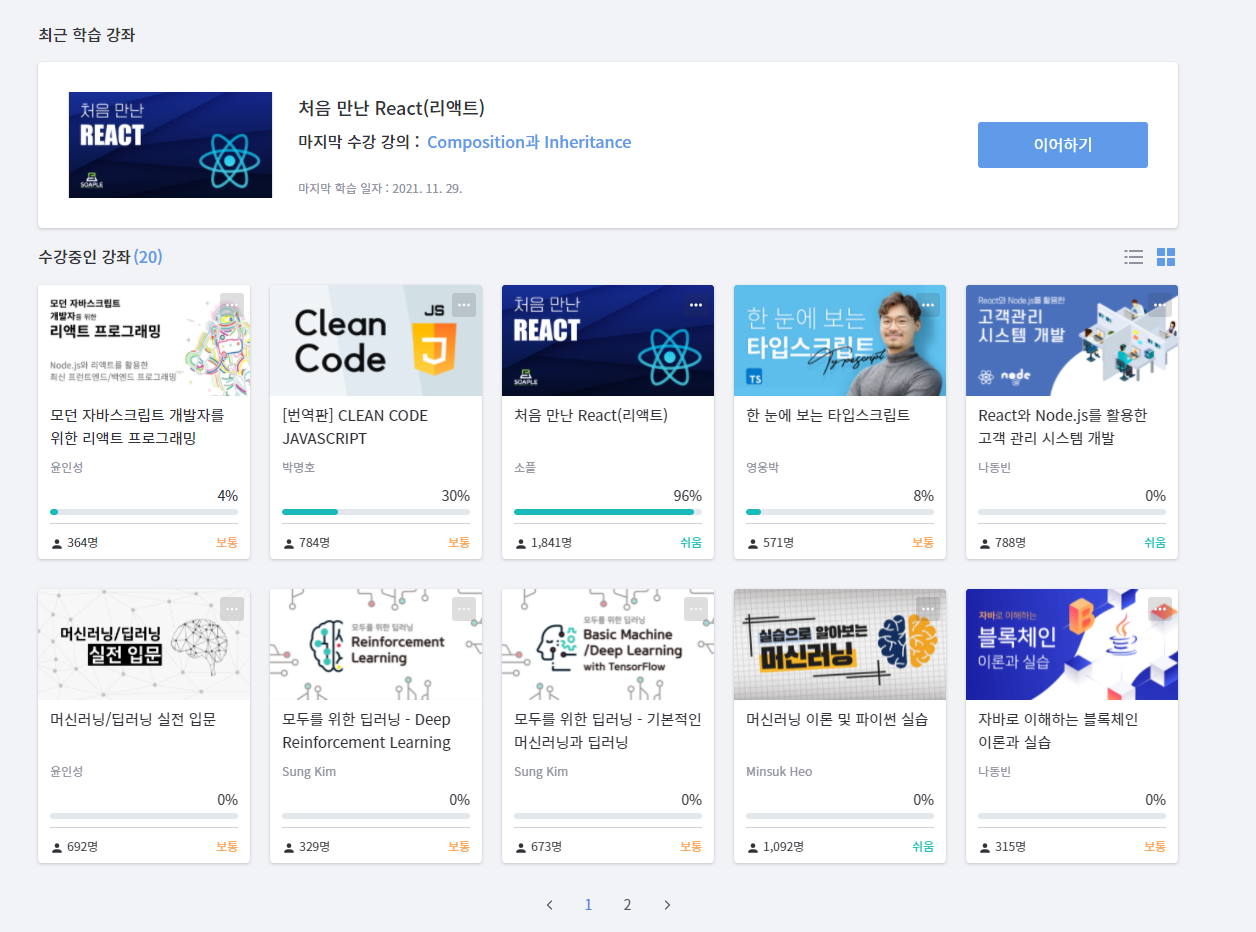 최근 학습 강좌
처음 만난
REACT
SOAPLE
처음 만난 React(리액트)
마지막 수강 강의 : Composition과 Inheritance
마지막 학습 일자 : 2021. 11. 29.
이어하기
수강중인 강좌 (20)
모던 자바스크립트
개발자를 위한
리액트 프로그래밍
Node.js와 리액트를 활용한
최신 프런트엔드/백엔드 프로그래밍
모던 자바스크립트 개발자를
위한 리액트 프로그래밍
윤인성
4%
364명 보통
Clean
Code
JS
[번역판] CLEAN CODE
JAVASCRIPT
박명호
30%
784명 보통
처음 만난
REACT
SOAPLE
처음 만난 React(리액트)
소플
96%
1,841명 쉬움
한 눈에 보는
타입스크립트
Typescript
TS
한 눈에 보는 타입스크립트
영웅박
8%
571명 보통
React와 Node.js를 활용한
고객관리
시스템 개발
node
React와 Node.js를 활용한
고객 관리 시스템 개발
나동빈
0%
788명 쉬움
머신러닝/딥러닝
실전 입문
머신러닝/딥러닝 실전 입문
윤인성
0%
692명 보통
모두를 위한 딥러닝
Reinforcement
Learning
모두를 위한 딥러닝 - Deep
Reinforcement Learning
Sung Kim
0%
329명 보통
모두를 위한 딥러닝
Basic Machine
/Deep Learning
with TensorFlow
모두를 위한 딥러닝 - 기본적인
머신러닝과 딥러닝
Sung Kim
0%
673명 보통
실습으로 알아보는
머신러닝
머신러닝 이론 및 파이썬 실습
Minsuk Heo
0%
1,092명 쉬움
자바로 이해하는
블록체인
이론과 실습
자바로 이해하는 블록체인
이론과 실습
나동빈
0%
315명 보통
1 2